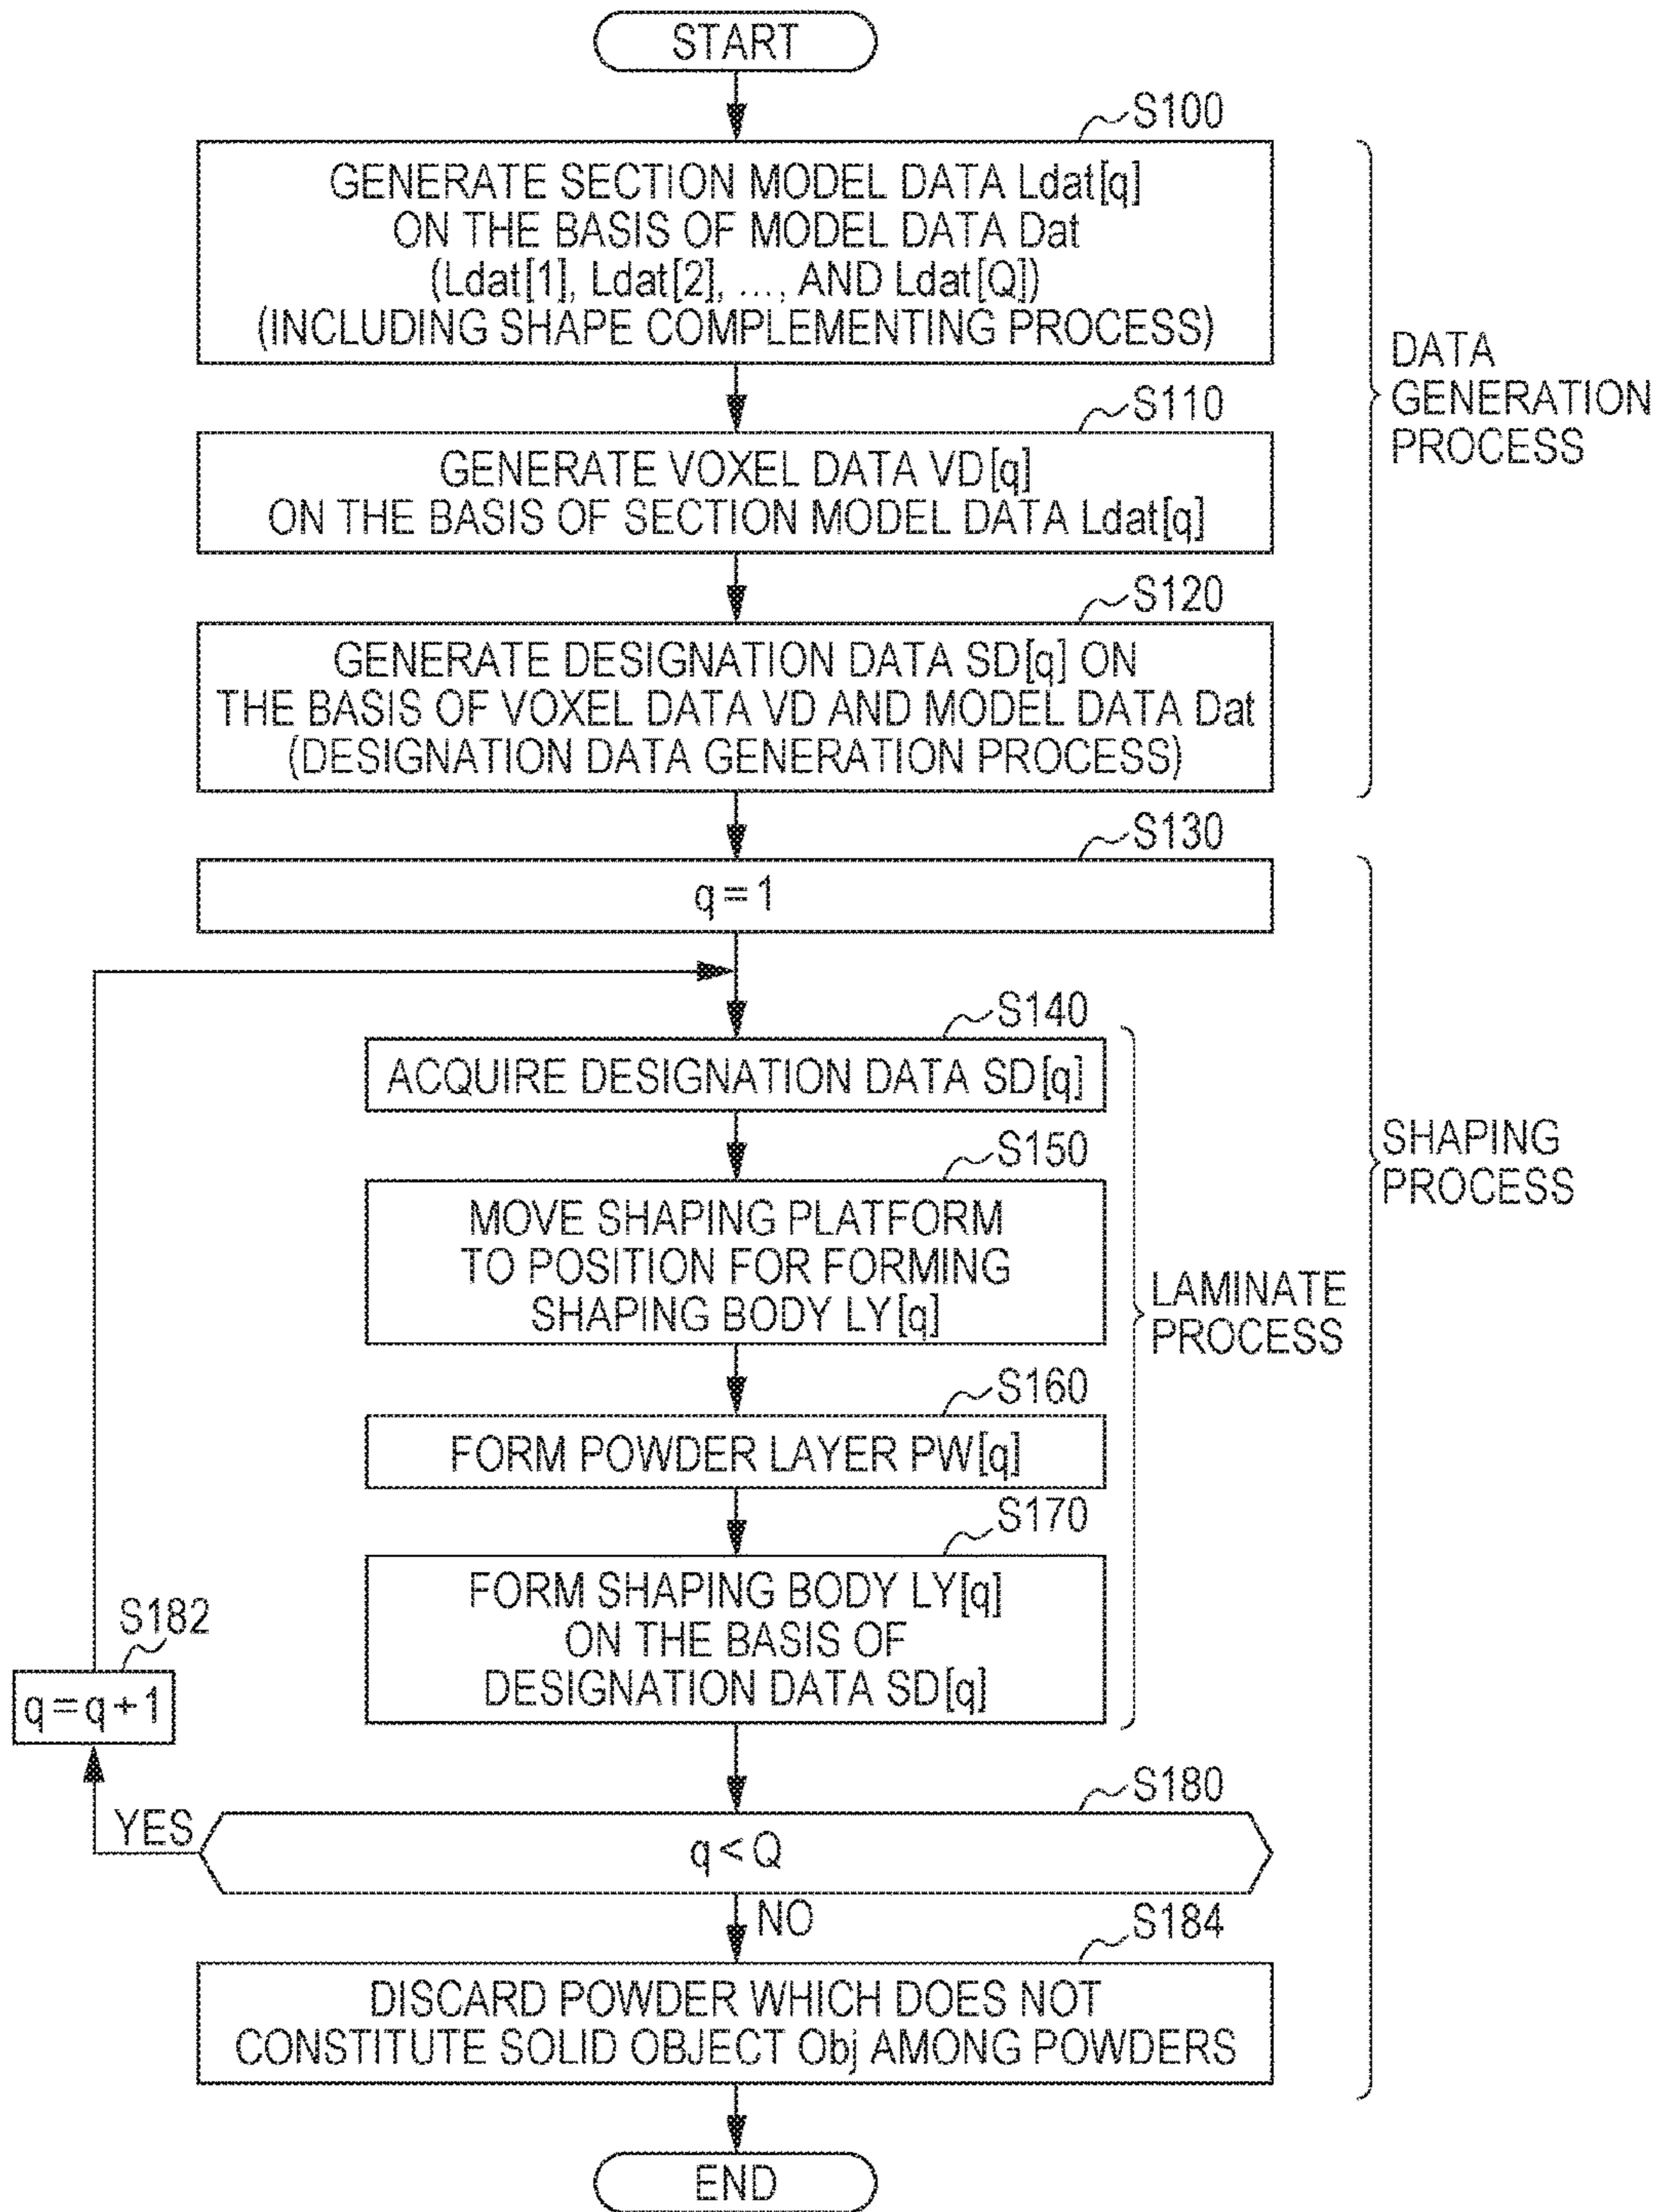 START
S100
GENERATE SECTION MODEL DATA Ldat[q]
ON THE BASIS OF MODEL DATA Dat
(Ldat[1], Ldat[2], ..., AND Ldat[Q])
(INCLUDING SHAPE COMPLEMENTING PROCESS)
DATA
GENERATION
PROCESS
S110
GENERATE VOXEL DATA VD[q]
ON THE BASIS OF SECTION MODEL DATA Ldat[q]
S120
GENERATE DESIGNATION DATA SD[q] ON
THE BASIS OF VOXEL DATA VD AND MODEL DATA Dat
(DESIGNATION DATA GENERATION PROCESS)
S130
q = 1
S140
ACQUIRE DESIGNATION DATA SD[q]
S150
MOVE SHAPING PLATFORM
TO POSITION FOR FORMING
SHAPING BODY LY[q]
SHAPING
PROCESS
LAMINATE
PROCESS
S160
FORM POWDER LAYER PW[q]
S170
FORM SHAPING BODY LY[q]
ON THE BASIS OF
DESIGNATION DATA SD[q]
S182
q = q + 1
S180
YES
q < Q
NO
S184
DISCARD POWDER WHICH DOES NOT
CONSTITUTE SOLID OBJECT Obj AMONG POWDERS
END